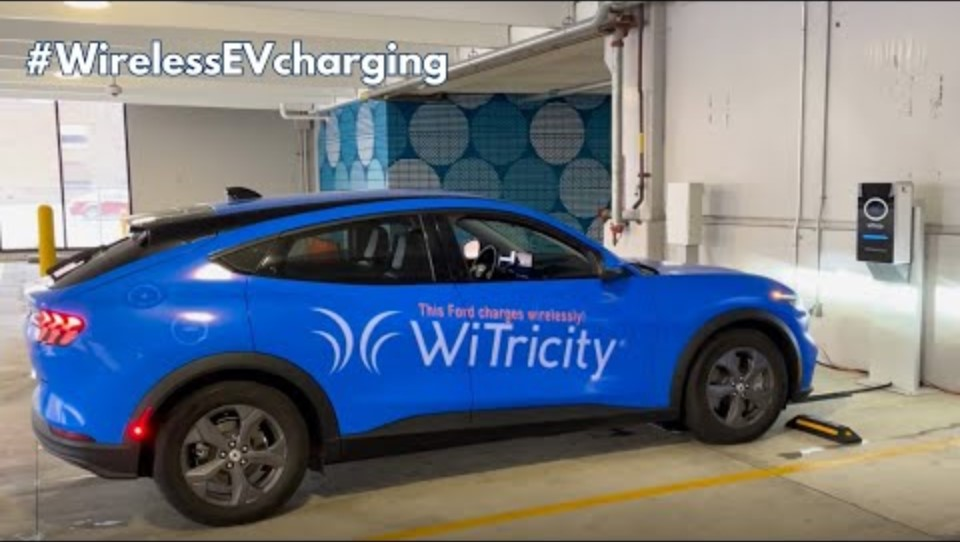 #WirelessEVcharging
This Ford charges wirelessly!
WiTricity